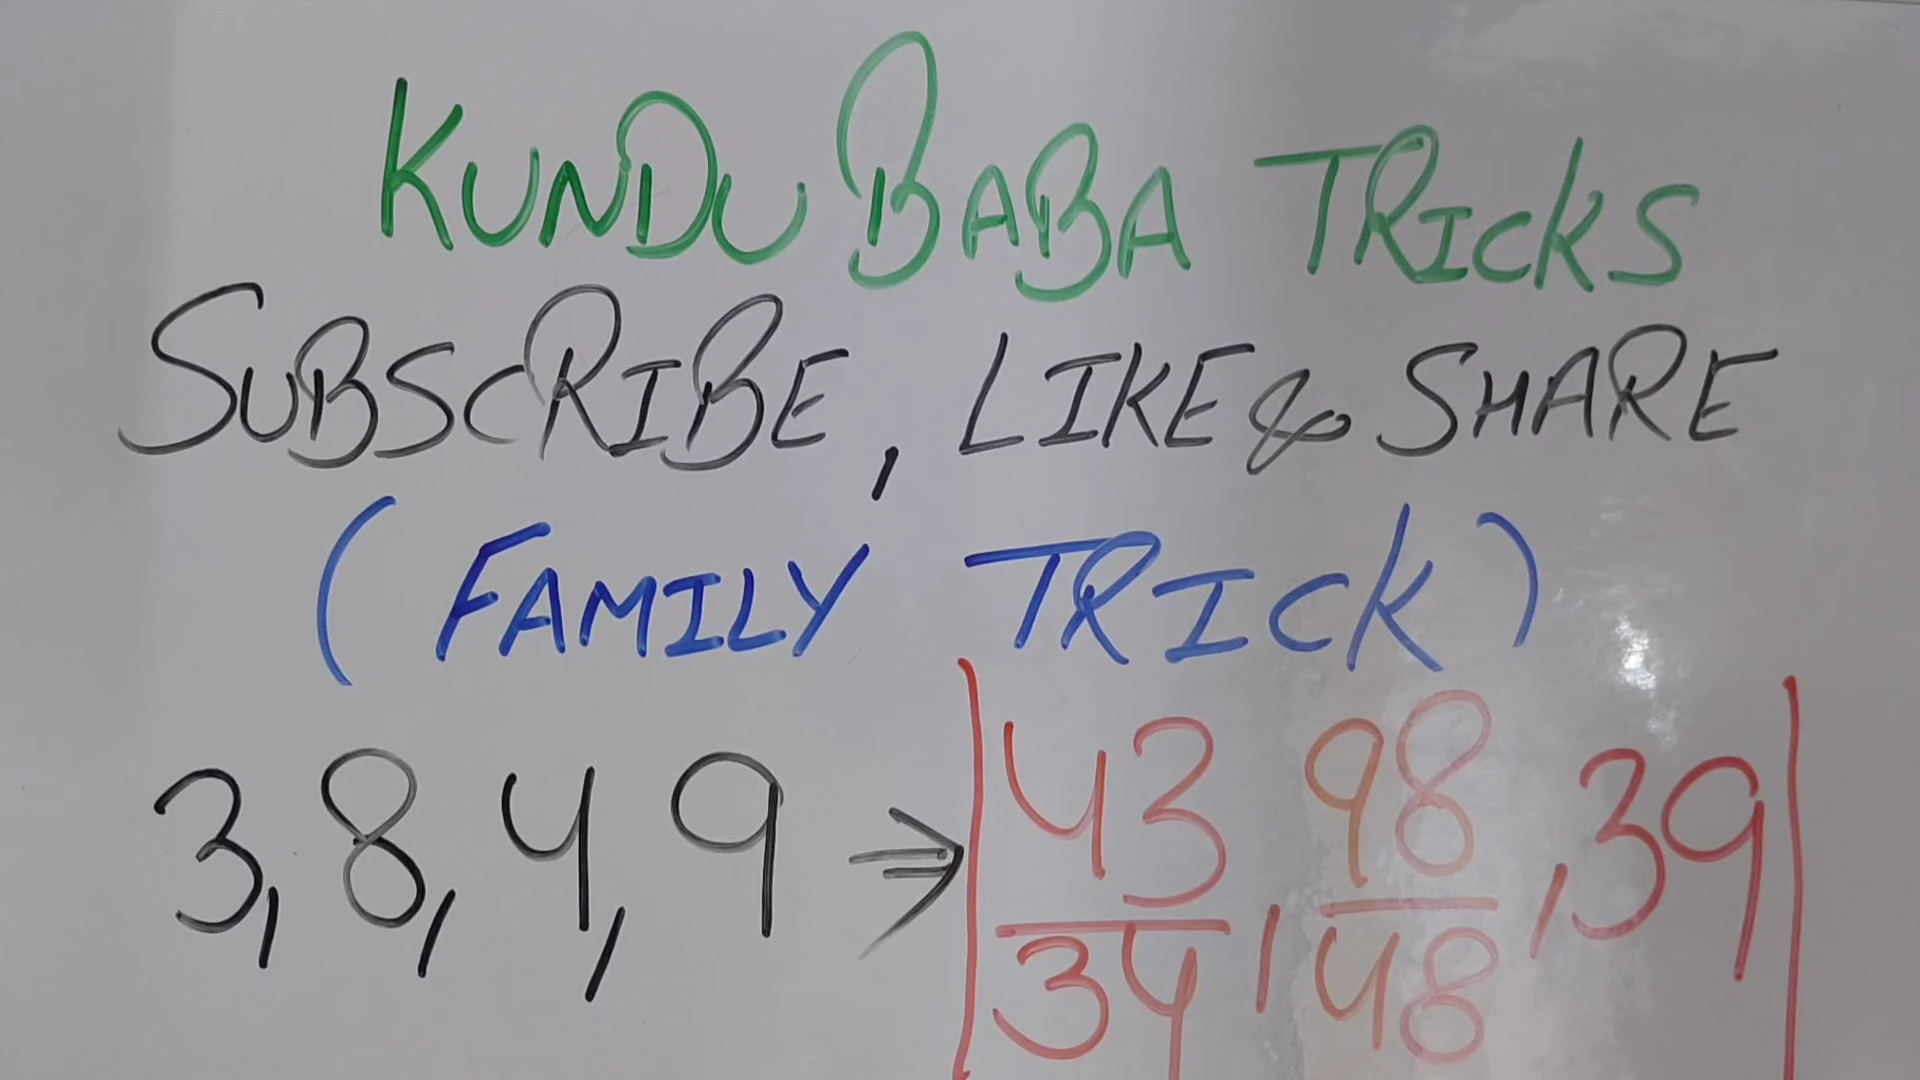 KUNDU BABA TRICKS
SUBSCRIBE, LIKE & SHARE
(FAMILY TRICK)
3, 8, 4, 9 ⇒ | 43/34, 98/48, 39 |